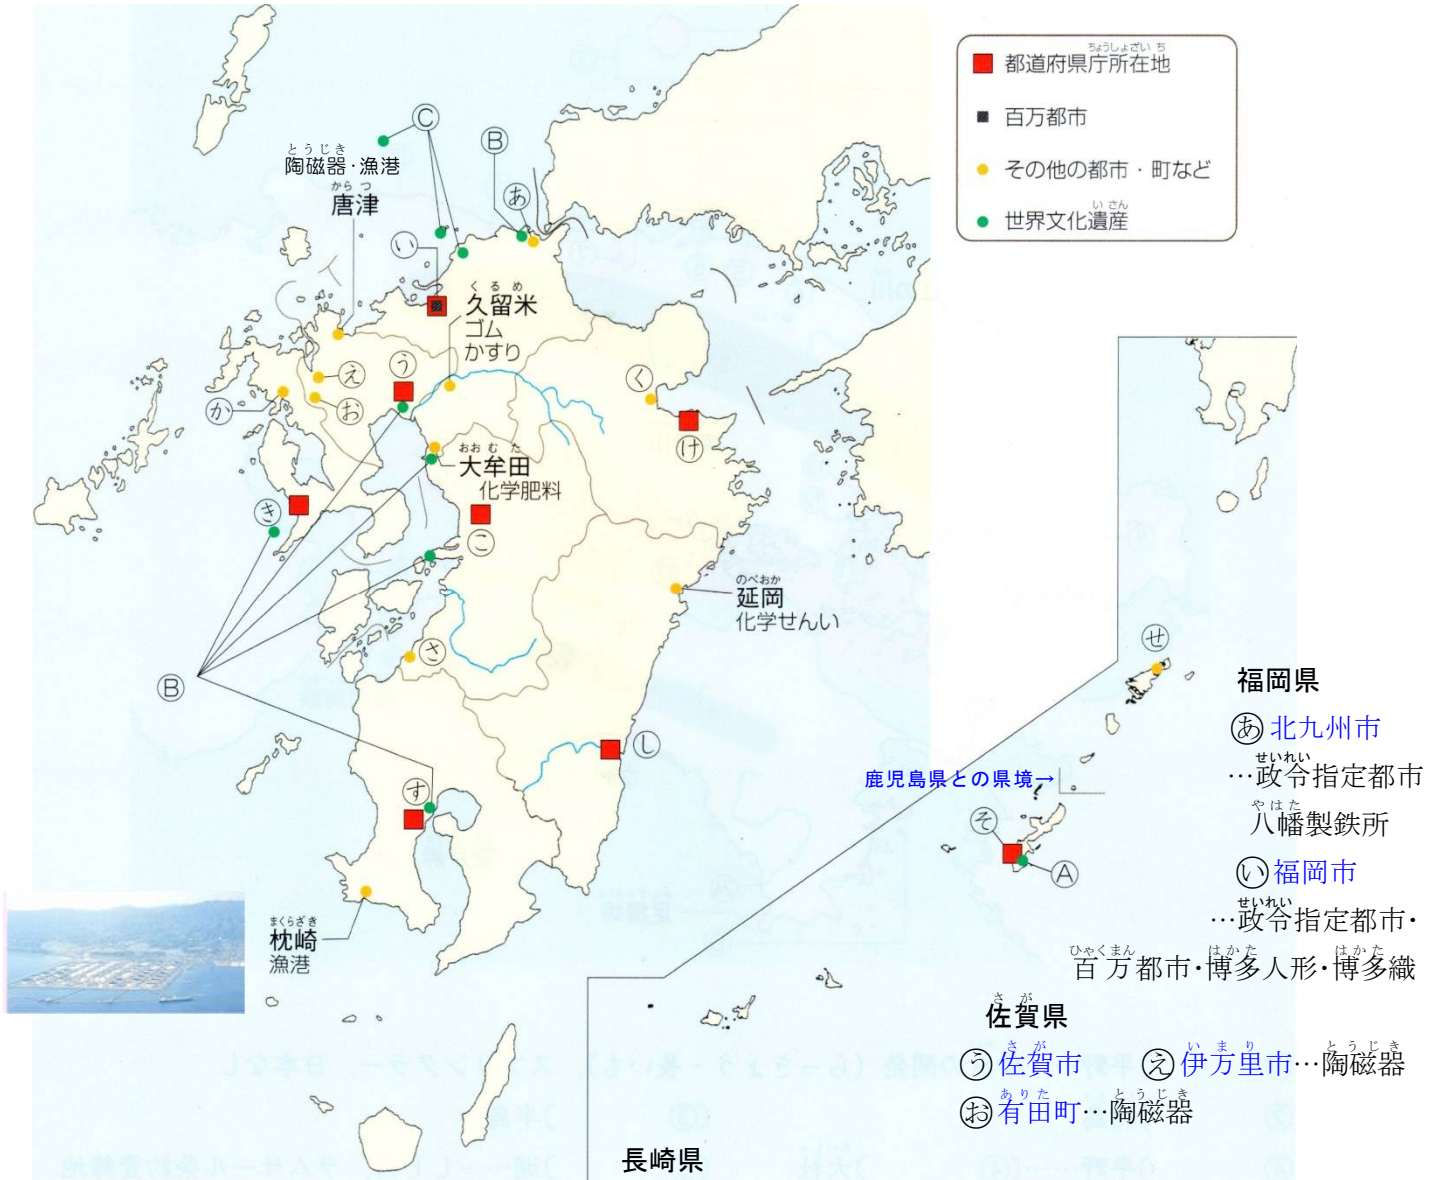 都道府県庁所在地
ちょうしょざいち
百万都市
その他の都市・町など
世界文化遺産
いさん
Ⓒ
Ⓑ
とうじき
陶磁器・漁港
からつ
唐津
あ
い
くるめ
久留米
ゴム
かすり
う
え
お
か
く
け
おおむた
大牟田
化学肥料
き
こ
のべおか
延岡
化学せんい
さ
Ⓑ
し
す
まくらざき
枕崎
漁港
せ
鹿児島県との県境→
そ
Ⓐ
福岡県
あ北九州市
せいれい
…政令指定都市
やはた
八幡製鉄所
い福岡市
せいれい
…政令指定都市・
ひゃくまん はかた はかた
百万都市・博多人形・博多織
さが
佐賀県
さが いまり とうじき
う佐賀市 え伊万里市…陶磁器
ありた とうじき
お有田町…陶磁器
長崎県